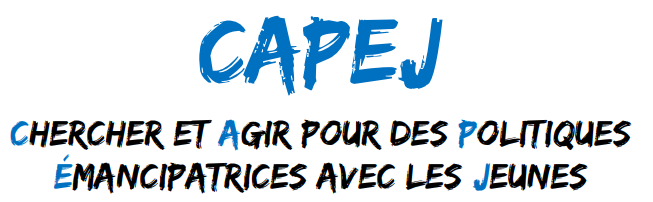 CAPEJ
CHERCHER ET AGIR POUR DES POLITIQUES
ÉMANCIPATRICES AVEC LES JEUNES